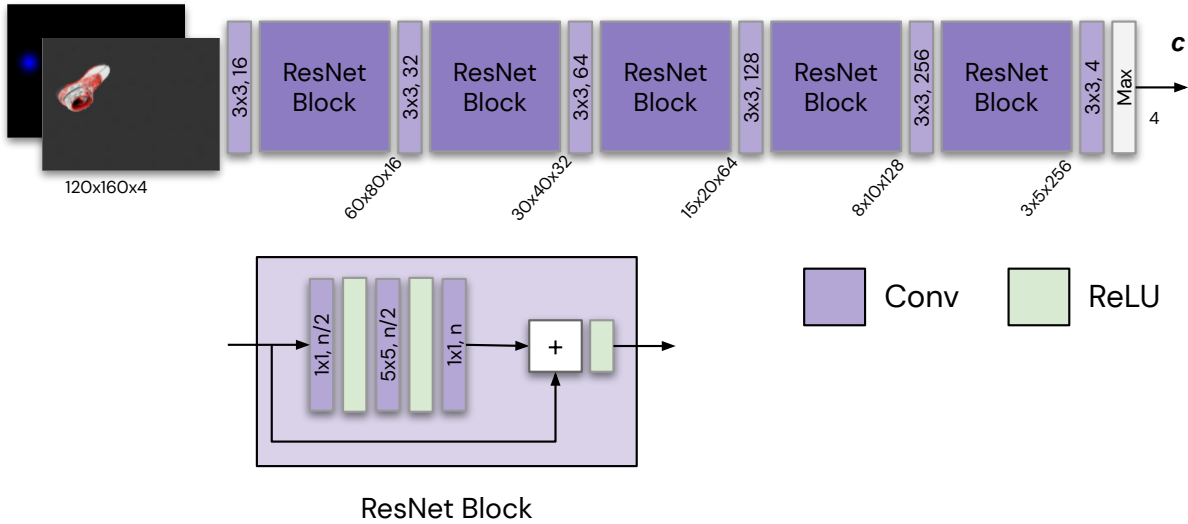 3x3, 16
ResNet
Block
3x3, 32
ResNet
Block
3x3, 64
ResNet
Block
3x3, 128
ResNet
Block
3x3, 256
ResNet
Block
3x3, 4
Max
c
4
120x160x4
60x80x16
30x40x32
15x20x64
8x10x128
3x5x256
1x1, n/2
5x5, n/2
1x1, n
+
Conv
ReLU
ResNet Block